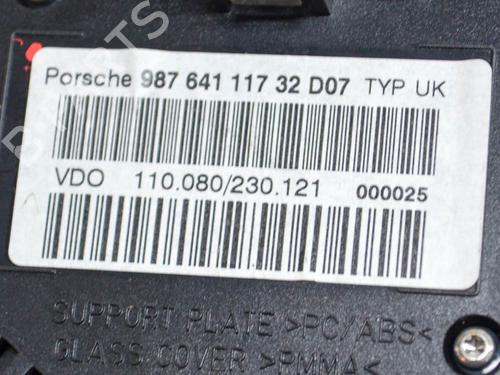 Porsche 987 641 117 32 D07 TYP UK
VDO 110.080/230.121 000025
SUPPORT PLATE >PC/ABS<
GLASS COVER >PMMA<